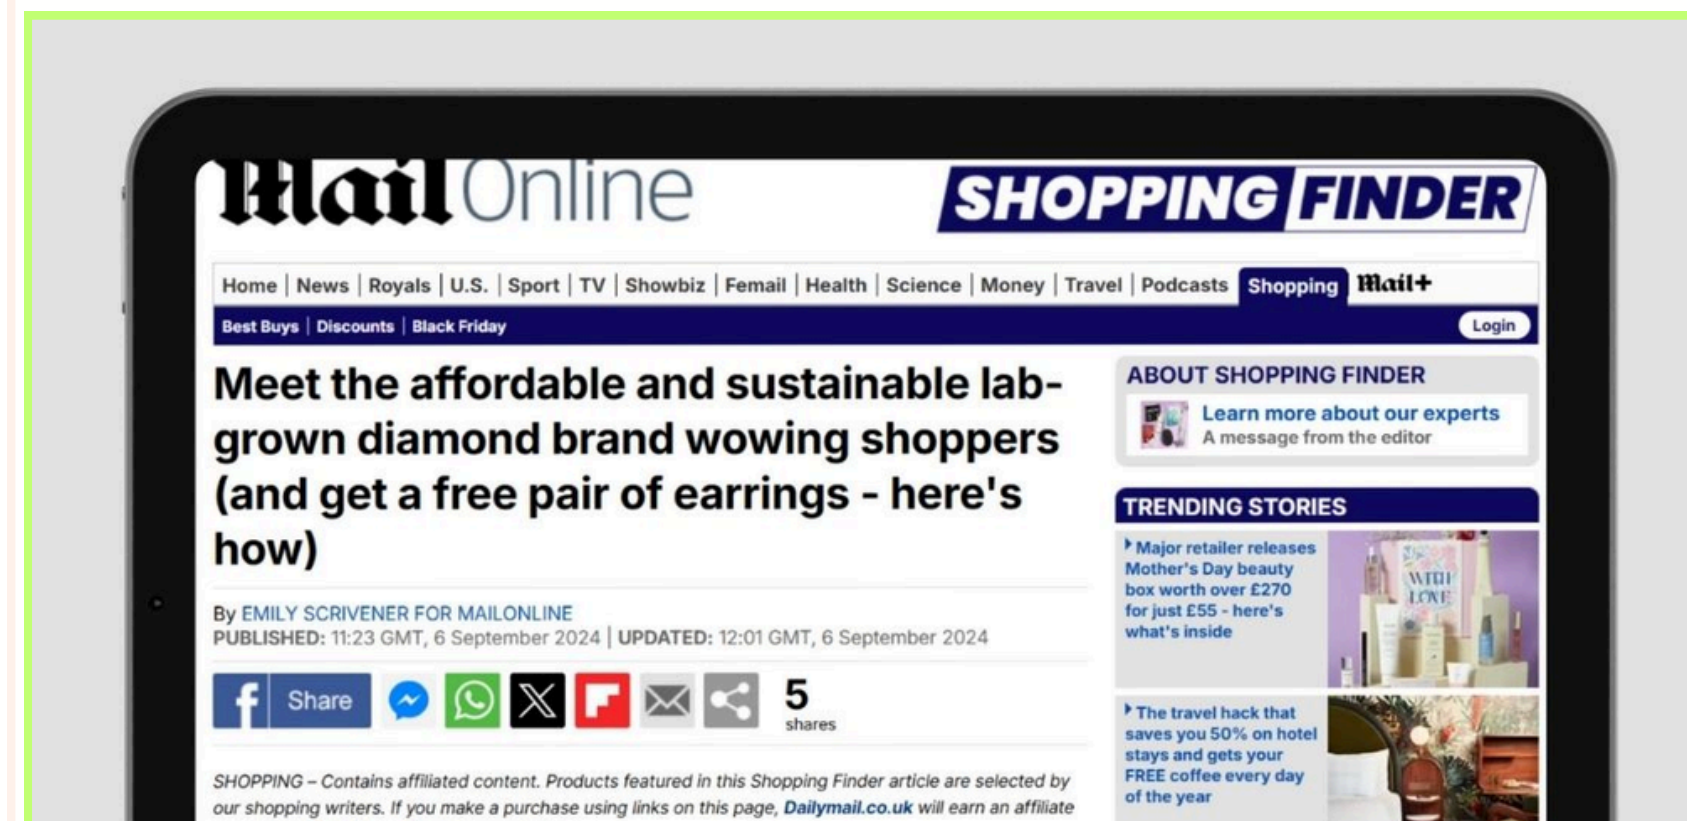 Mail Online
SHOPPING FINDER
Home | News | Royals | U.S. | Sport | TV | Showbiz | Femail | Health | Science | Money | Travel | Podcasts Shopping Mail+
Best Buys | Discounts | Black Friday
Login
Meet the affordable and sustainable lab-
grown diamond brand wowing shoppers
(and get a free pair of earrings - here's
how)
By EMILY SCRIVENER FOR MAILONLINE
PUBLISHED: 11:23 GMT, 6 September 2024 | UPDATED: 12:01 GMT, 6 September 2024
f Share
5
shares
SHOPPING – Contains affiliated content. Products featured in this Shopping Finder article are selected by
our shopping writers. If you make a purchase using links on this page, Dailymail.co.uk will earn an affiliate
ABOUT SHOPPING FINDER
Learn more about our experts
A message from the editor
TRENDING STORIES
Major retailer releases
Mother's Day beauty
box worth over £270
for just £55 - here's
what's inside
WITH
LOVE
The travel hack that
saves you 50% on hotel
stays and gets your
FREE coffee every day
of the year